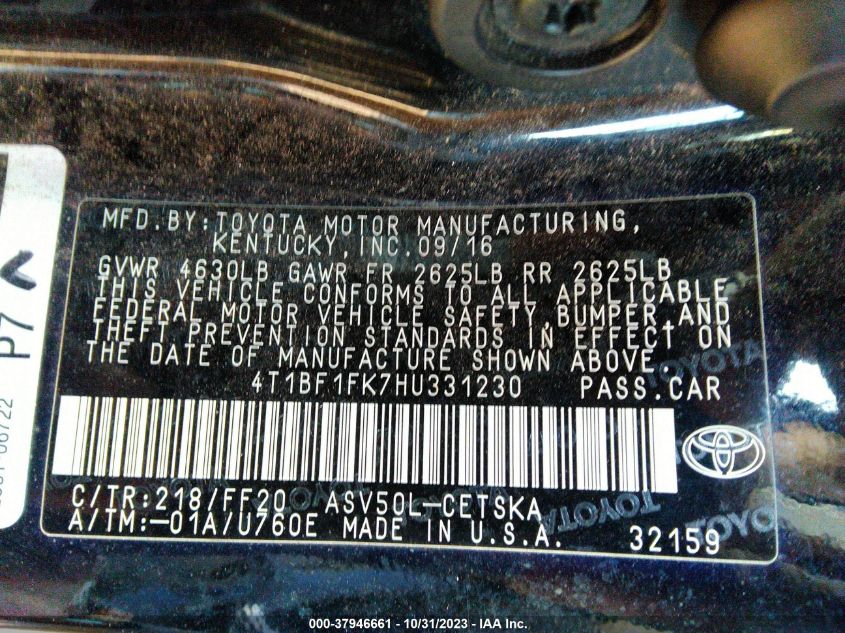 MFD.BY:TOYOTA MOTOR MANUFACTURING,
KENTUCKY,INC.09/16
GVWR 4630LB GAWR FR 2625LB RR 2625LB
THIS VEHICLE CONFORMS TO ALL APPLICABLE
FEDERAL MOTOR VEHICLE SAFETY,BUMPER,AND
THEFT PREVENTION STANDARDS IN EFFECT ON
THE DATE OF MANUFACTURE SHOWN ABOVE.
4T1BF1FK7HU331230 PASS.CAR
C/TR:218/FF20 ASV50L-CETSKA
A/TM:-01A/U760E MADE IN U.S.A. 32159
TOYOTA
TOYOTA
TOYOTA
P7
000-37946661 - 10/31/2023 - IAA Inc.